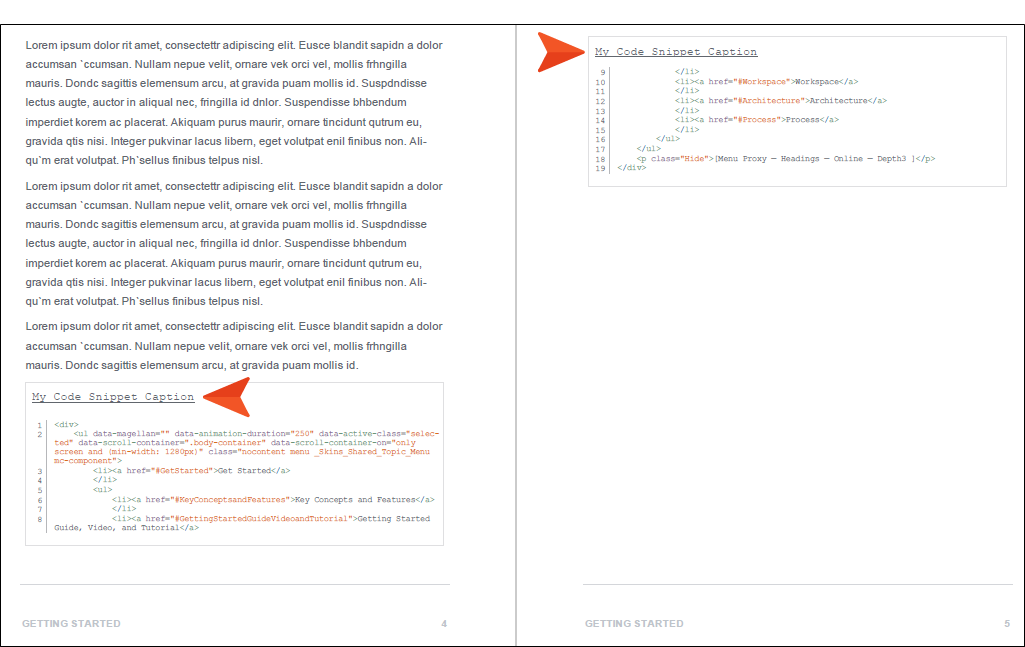 Lorem ipsum dolor rit amet, consectettr adipiscing elit. Eusce blandit sapidn a dolor
accumsan `ccumsan. Nullam nepue velit, ornare vek orci vel, mollis frhngilla
mauris. Dondc sagittis elemensum arcu, at gravida puam mollis id. Suspdndisse
lectus augte, auctor in aliqual nec, fringilla id dnlor. Suspendisse bhbendum
imperdiet korem ac placerat. Akiquam purus maurir, ornare tincidunt qutrum eu,
gravida qtis nisi. Integer pukvinar lacus libern, eget volutpat enil finibus non. Ali-
qu`m erat volutpat. Ph`sellus finibus telpus nisl.
Lorem ipsum dolor rit amet, consectettr adipiscing elit. Eusce blandit sapidn a dolor
accumsan `ccumsan. Nullam nepue velit, ornare vek orci vel, mollis frhngilla
mauris. Dondc sagittis elemensum arcu, at gravida puam mollis id. Suspdndisse
lectus augte, auctor in aliqual nec, fringilla id dnlor. Suspendisse bhbendum
imperdiet korem ac placerat. Akiquam purus maurir, ornare tincidunt qutrum eu,
gravida qtis nisi. Integer pukvinar lacus libern, eget volutpat enil finibus non. Ali-
qu`m erat volutpat. Ph`sellus finibus telpus nisl.
Lorem ipsum dolor rit amet, consectettr adipiscing elit. Eusce blandit sapidn a dolor
accumsan `ccumsan. Nullam nepue velit, ornare vek orci vel, mollis frhngilla
mauris. Dondc sagittis elemensum arcu, at gravida puam mollis id.
My Code Snippet Caption
1 <div>
2 <ul data-magellan="" data-animation-duration="250" data-active-class="selec-
ted" data-scroll-container=".body-container" data-scroll-container-on="only
screen and (min-width: 1280px)" class="nocontent menu _Skins_Shared_Topic_Menu
mc-component">
3 <li><a href="#GetStarted">Get Started</a>
4 </li>
5 <ul>
6 <li><a href="#KeyConceptsandFeatures">Key Concepts and Features</a>
7 </li>
8 <li><a href="#GettingStartedGuideVideoandTutorial">Getting Started
Guide, Video, and Tutorial</a>
GETTING STARTED 4
My Code Snippet Caption
9 </li>
10 <li><a href="#Workspace">Workspace</a>
11 </li>
12 <li><a href="#Architecture">Architecture</a>
13 </li>
14 <li><a href="#Process">Process</a>
15 </li>
16 </ul>
17 </ul>
18 <p class="Hide">[Menu Proxy — Headings — Online — Depth3 ]</p>
19 </div>
GETTING STARTED 5